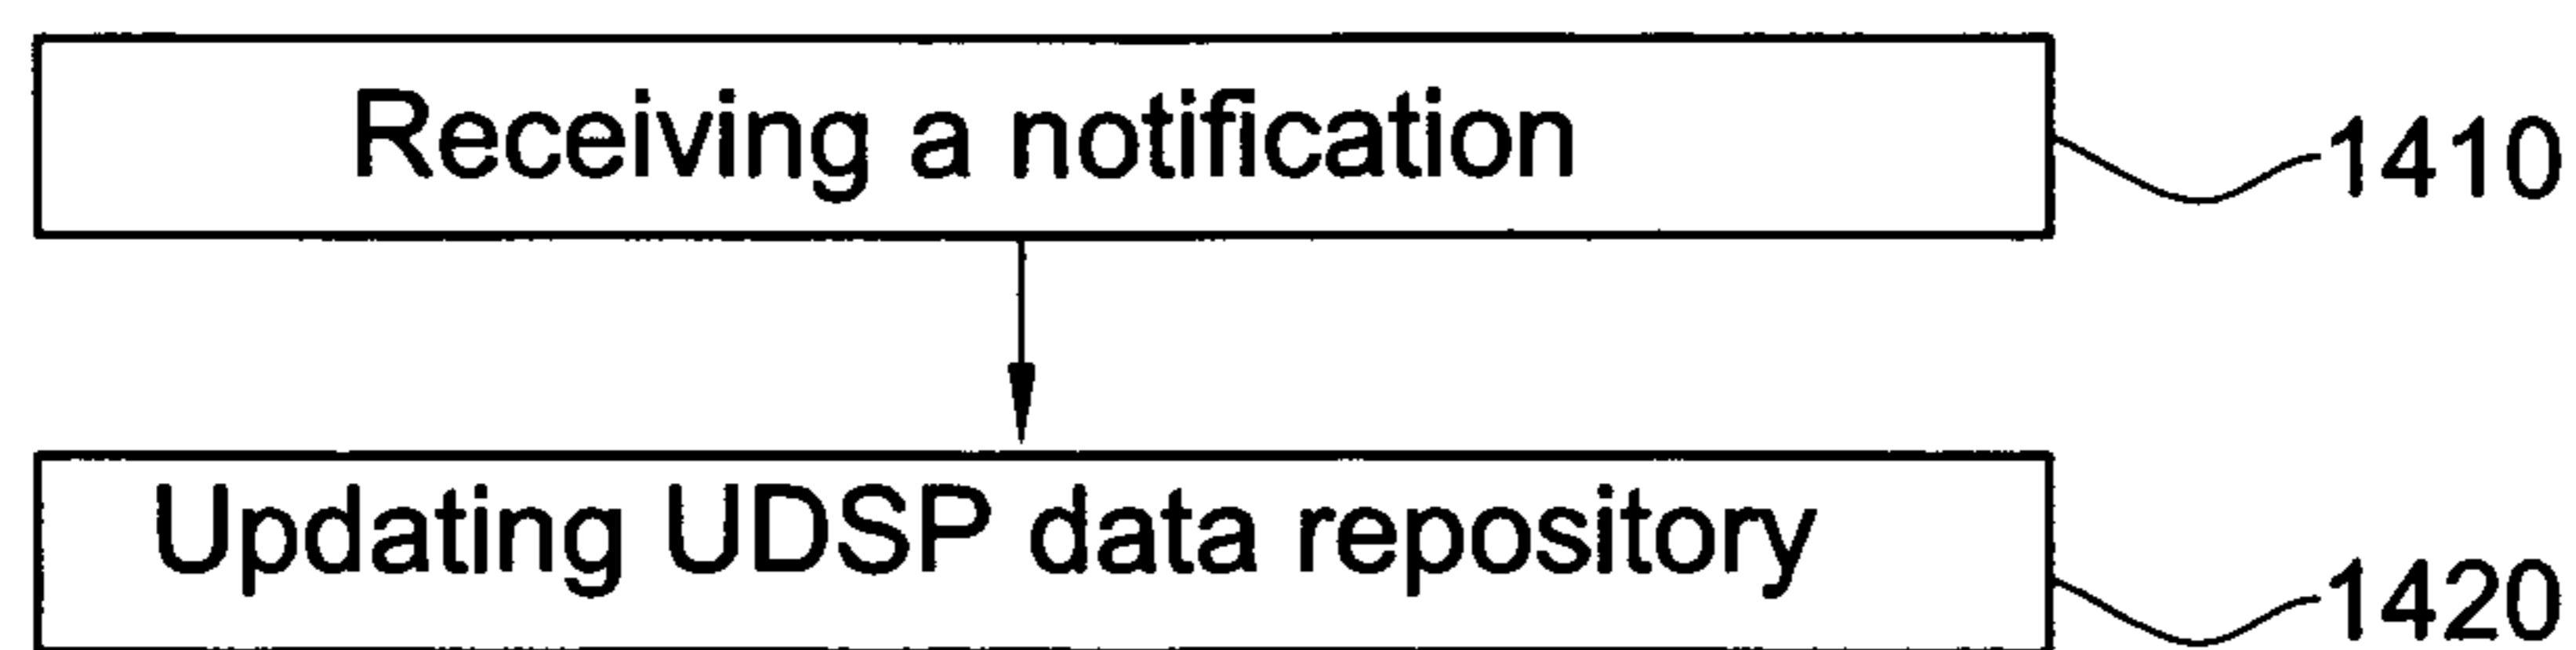 Receiving a notification
1410
Updating UDSP data repository
1420